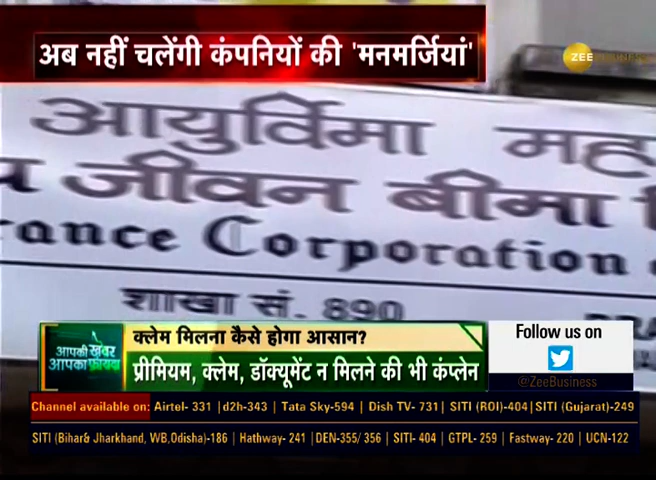 अब नहीं चलेंगी कंपनियों की 'मनमर्जियां'
ZEE BUSINESS
आयुर्विमा
जीवन बीमा
Corporation
शाखा सं. 890
आपकी खबर
आपका फायदा
क्लेम मिलना कैसे होगा आसान?
प्रीमियम, क्लेम, डॉक्यूमेंट न मिलने की भी कंप्लेन
Follow us on
@ZeeBusiness
Channel available on: Airtel- 331 | d2h-343 | Tata Sky-594 | Dish TV- 731 | SITI (ROI)-404 | SITI (Gujarat)-249
SITI (Bihar& Jharkhand, WB,Odisha)-186 | Hathway- 241 | DEN-355/ 356 | SITI- 404 | GTPL- 259 | Fastway- 220 | UCN-122